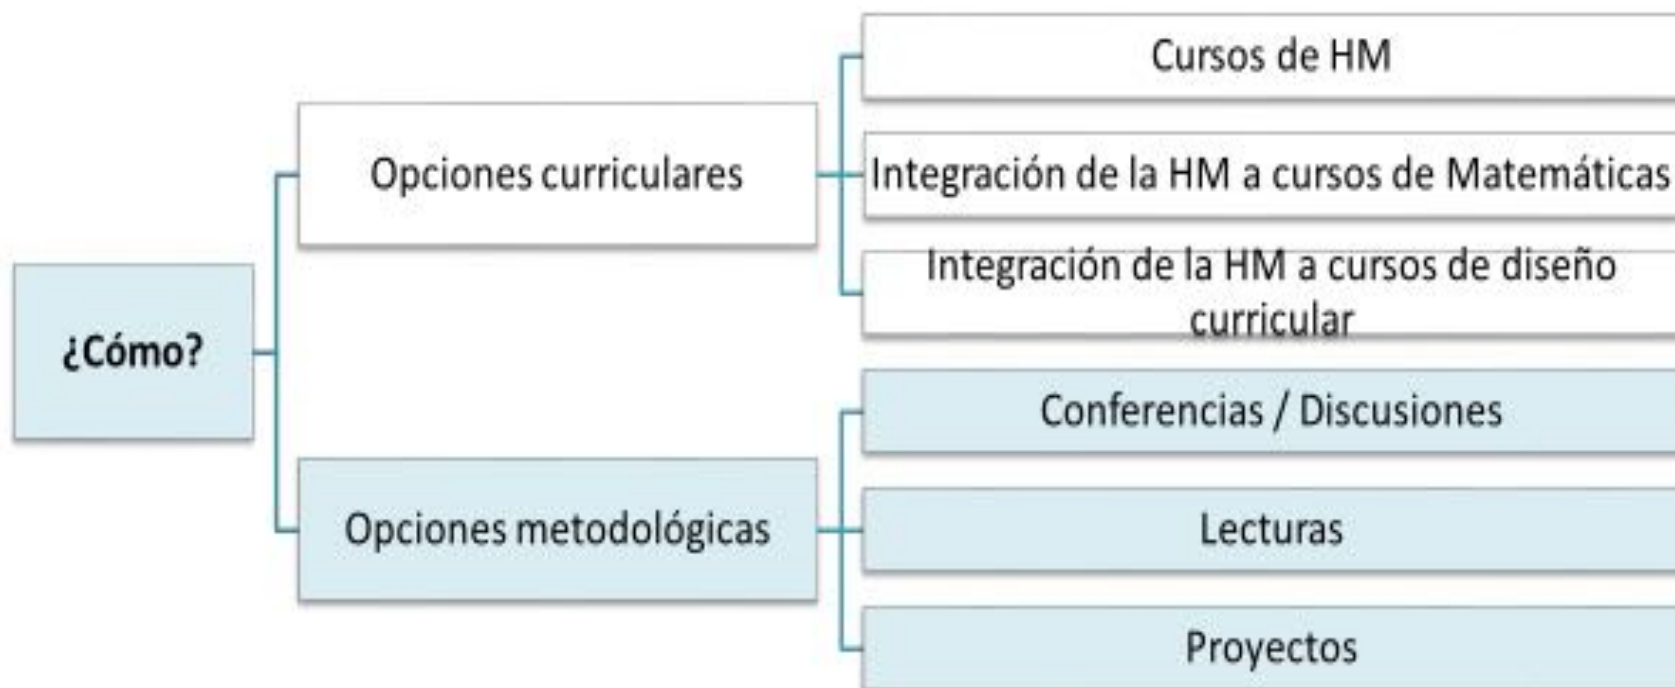 ¿Cómo?
Opciones curriculares
Cursos de HM
Integración de la HM a cursos de Matemáticas
Integración de la HM a cursos de diseño
curricular
Opciones metodológicas
Conferencias / Discusiones
Lecturas
Proyectos